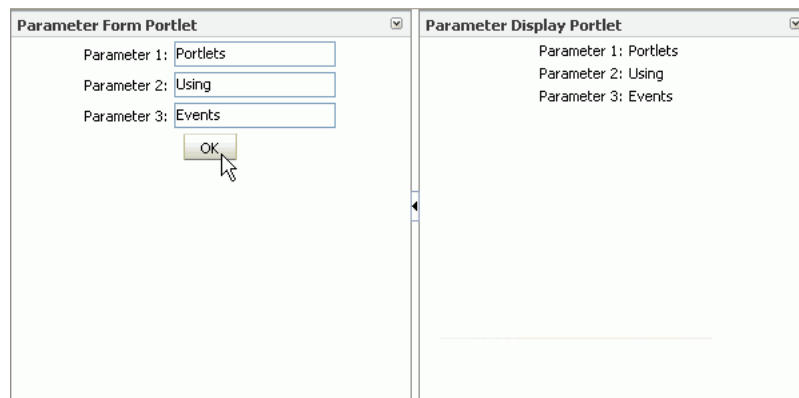 Parameter Form Portlet
Parameter 1: Portlets
Parameter 2: Using
Parameter 3: Events
OK
Parameter Display Portlet
Parameter 1: Portlets
Parameter 2: Using
Parameter 3: Events